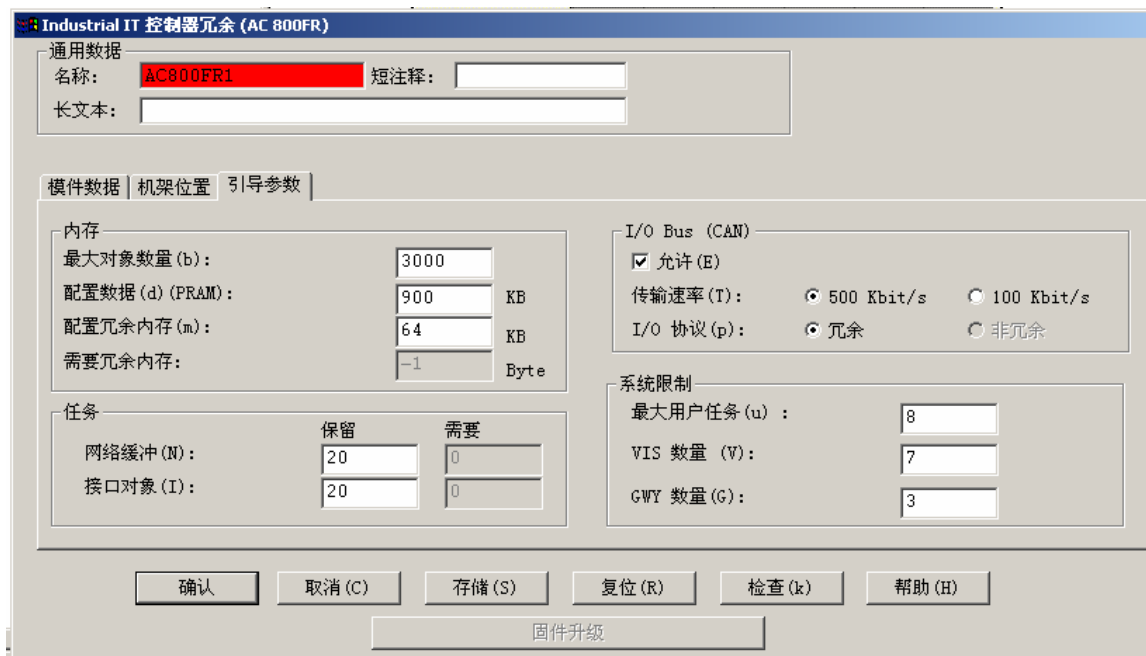 Industrial IT 控制器冗余 (AC 800FR)
通用数据
名称: AC800FR1 短注释:
长文本:
模件数据 机架位置 引导参数
内存
最大对象数量(b): 3000
配置数据(d)(PRAM): 900 KB
配置冗余内存(m): 64 KB
需要冗余内存: -1 Byte
任务
保留 需要
网络缓冲(N): 20 0
接口对象(I): 20 0
I/O Bus (CAN)
允许(E)
传输速率(T): 500 Kbit/s 100 Kbit/s
I/O 协议(p): 冗余 非冗余
系统限制
最大用户任务(u) : 8
VIS 数量 (V): 7
GWY 数量(G): 3
确认 取消(C) 存储(S) 复位(R) 检查(k) 帮助(H)
固件升级